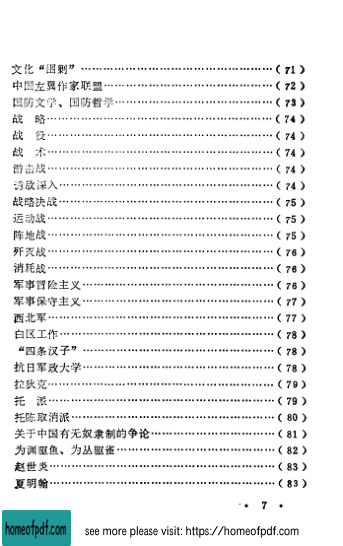 文化“围剿”………………………………………（71）
中国左翼作家联盟………………………………（72）
国防文学、国防哲学……………………………（73）
战　略……………………………………………（74）
战　役……………………………………………（74）
战　术……………………………………………（74）
游击战……………………………………………（74）
诱敌深入…………………………………………（74）
战略决战…………………………………………（75）
运动战……………………………………………（75）
阵地战……………………………………………（75）
歼灭战……………………………………………（76）
消耗战……………………………………………（76）
军事冒险主义……………………………………（76）
军事保守主义……………………………………（77）
西北军……………………………………………（77）
白区工作…………………………………………（78）
“四条汉子”………………………………………（78）
抗日军政大学……………………………………（78）
拉狄克……………………………………………（79）
托　派……………………………………………（79）
托陈取消派………………………………………（80）
关于中国有无奴隶制的争论……………………（81）
为渊驱鱼、为丛驱雀……………………………（82）
赵世炎……………………………………………（83）
夏明翰……………………………………………（83）
· 7 ·
homeofpdf.com
see more please visit: https://homeofpdf.com